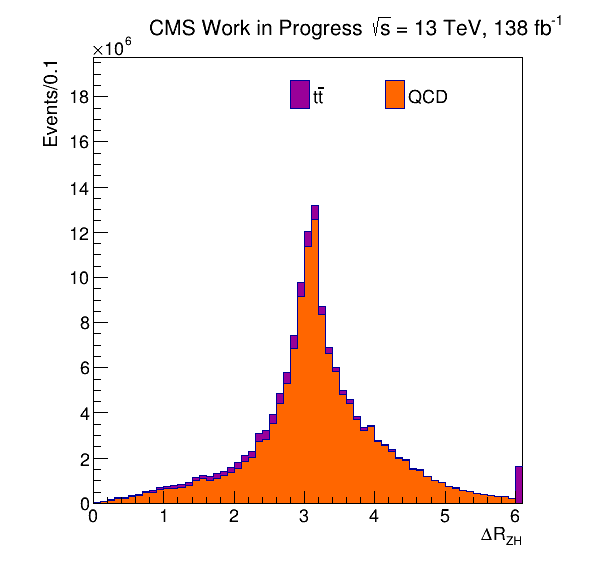 CMS Work in Progress √s = 13 TeV, 138 fb⁻¹
×10⁶
Events/0.1
tt̄
QCD
18
16
14
12
10
8
6
4
2
0
0 1 2 3 4 5 6
ΔR_ZH